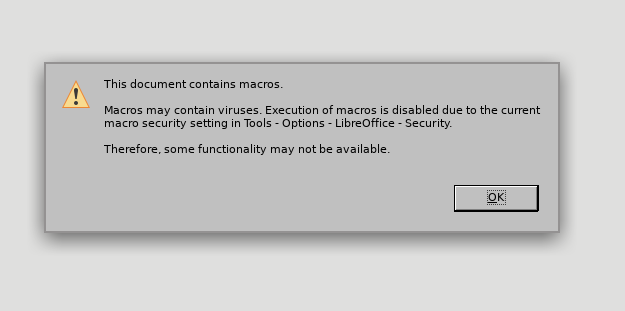 This document contains macros.
Macros may contain viruses. Execution of macros is disabled due to the current
macro security setting in Tools - Options - LibreOffice - Security.
Therefore, some functionality may not be available.
OK